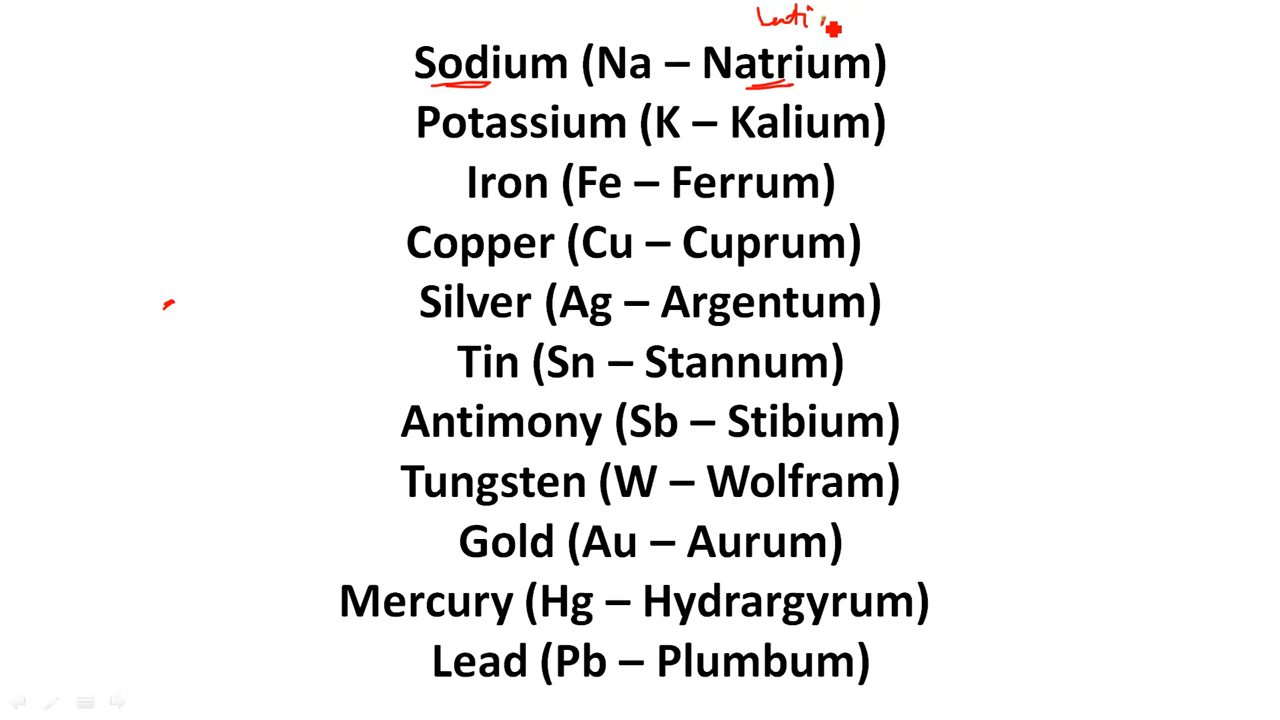 Lati
Sodium (Na – Natrium)
Potassium (K – Kalium)
Iron (Fe – Ferrum)
Copper (Cu – Cuprum)
Silver (Ag – Argentum)
Tin (Sn – Stannum)
Antimony (Sb – Stibium)
Tungsten (W – Wolfram)
Gold (Au – Aurum)
Mercury (Hg – Hydrargyrum)
Lead (Pb – Plumbum)